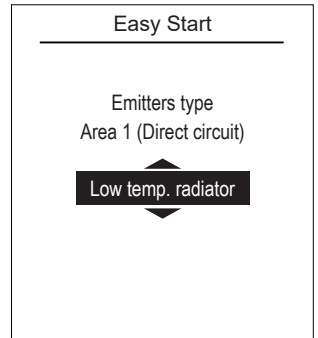 Easy Start
Emitters type
Area 1 (Direct circuit)
Low temp. radiator